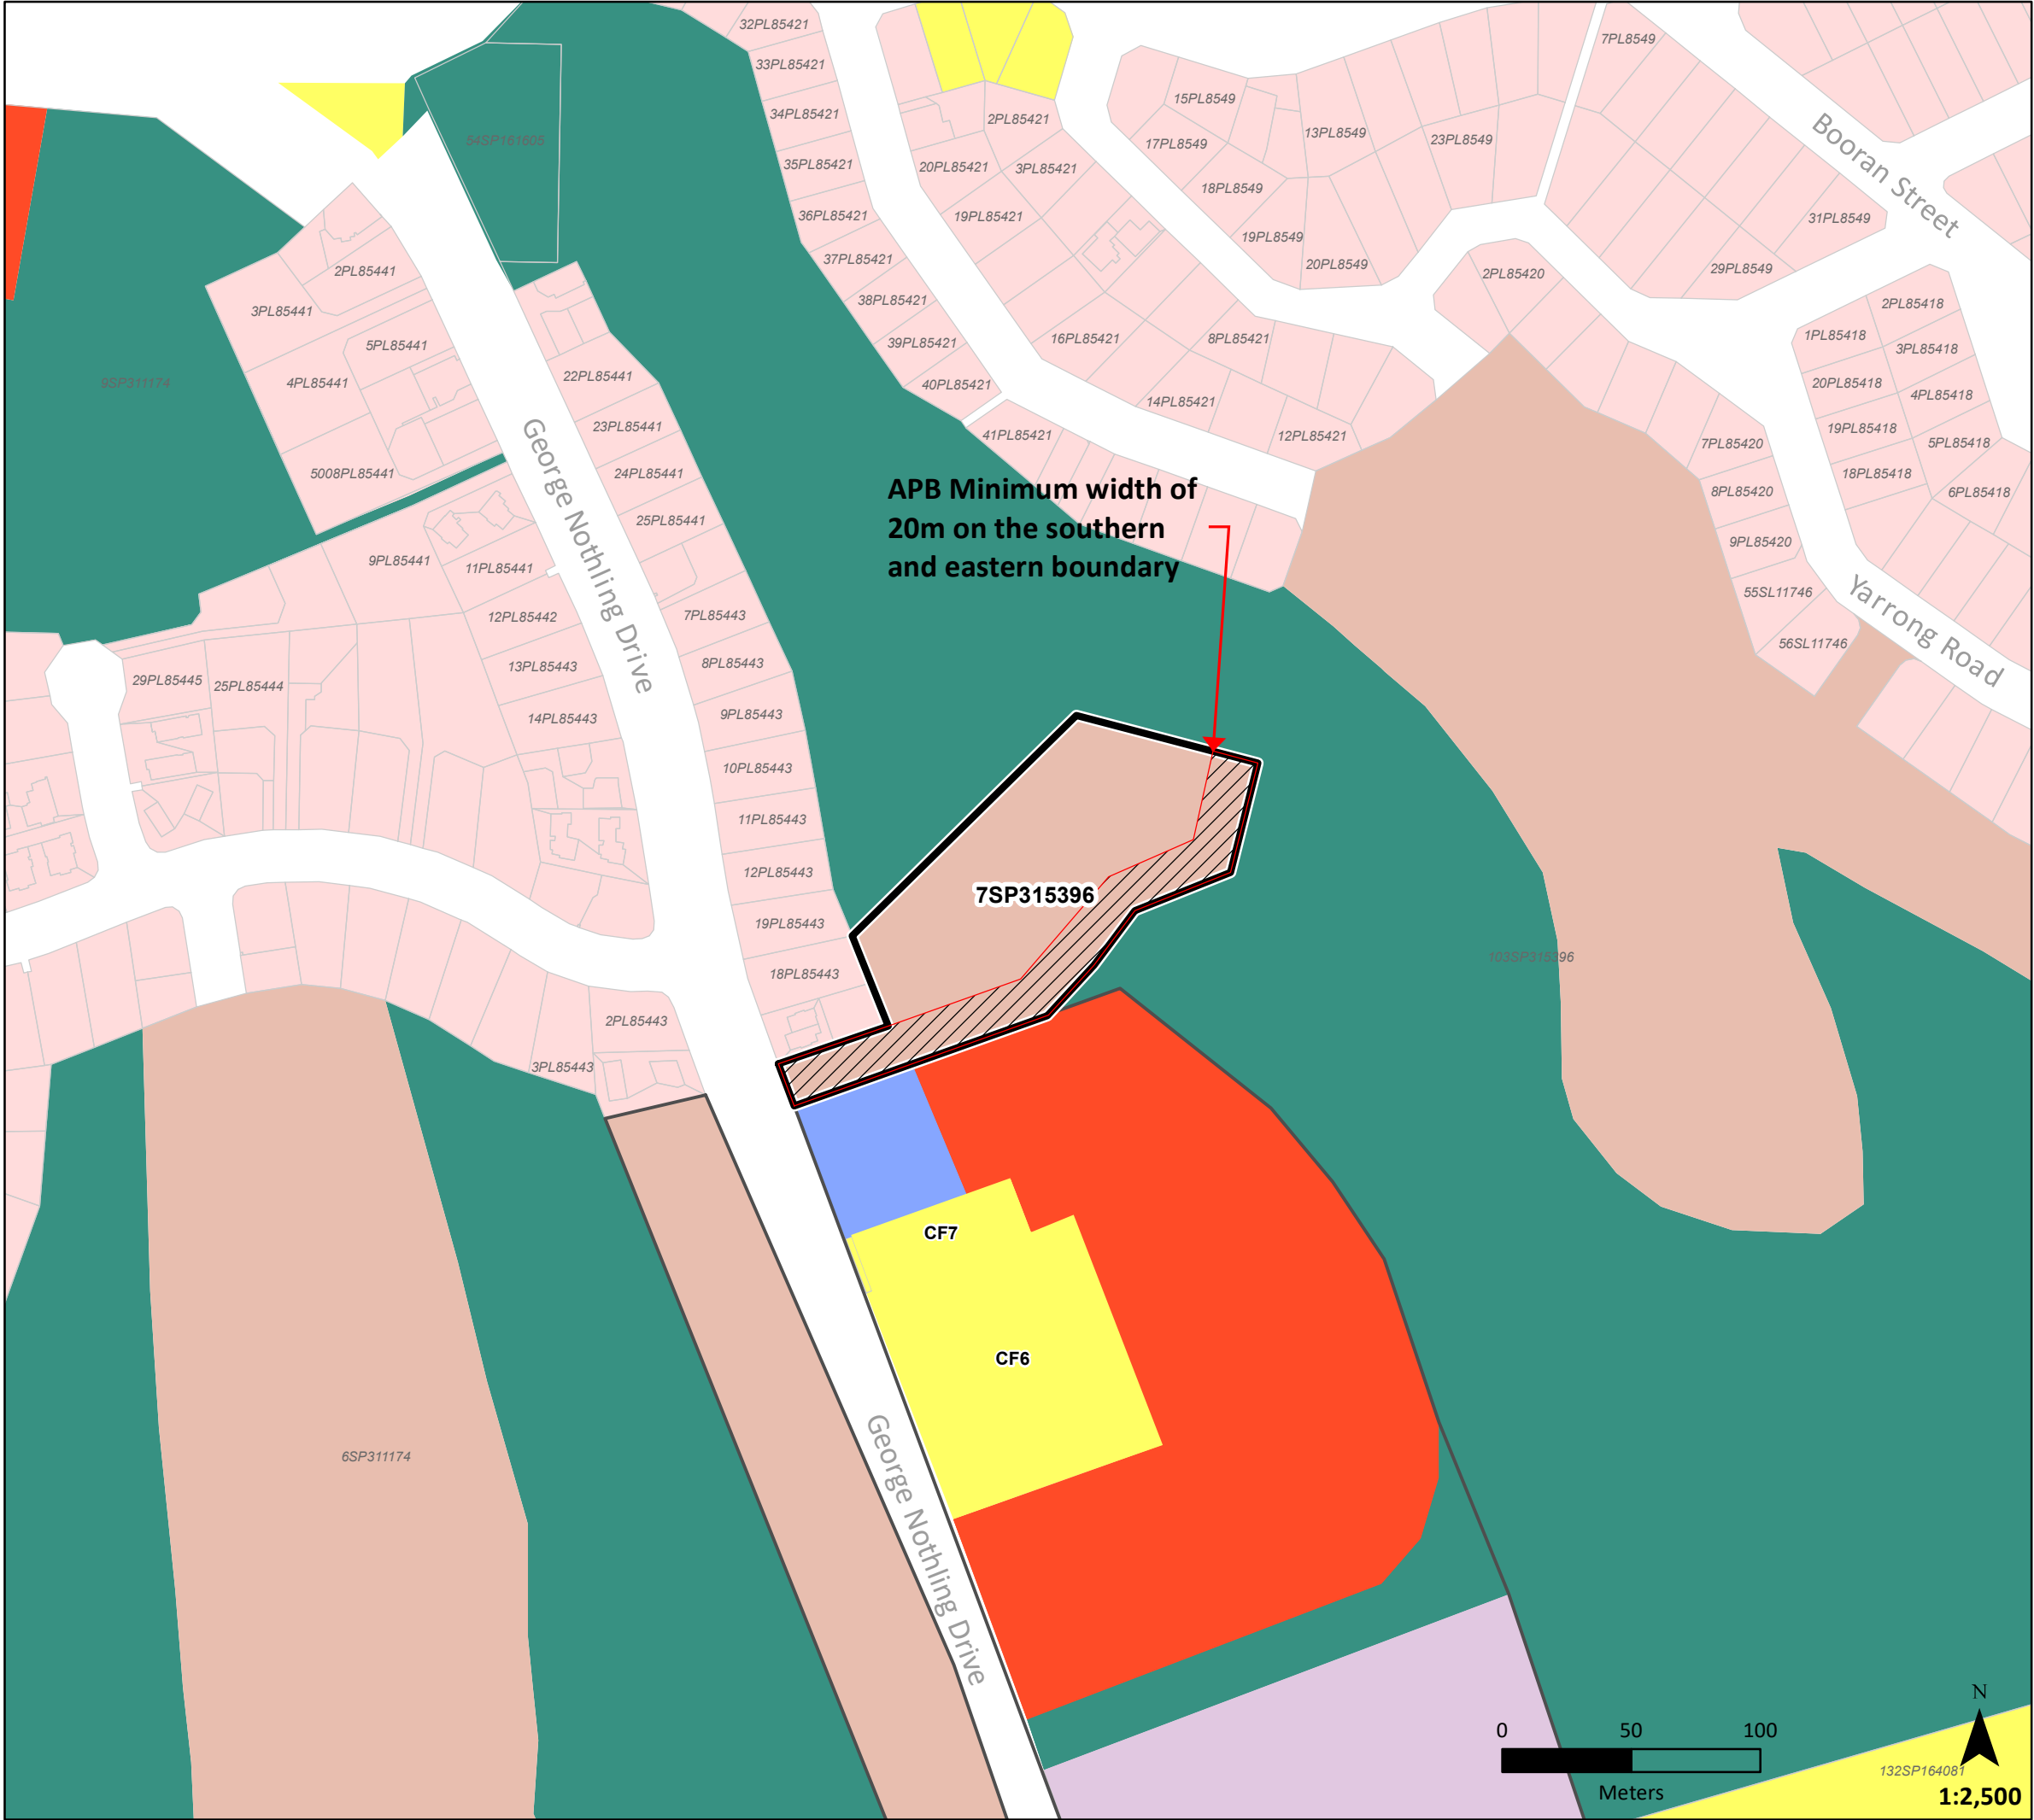 32PL85421
33PL85421
34PL85421
35PL85421
36PL85421
37PL85421
38PL85421
39PL85421
40PL85421
41PL85421
2PL85421
3PL85421
20PL85421
19PL85421
16PL85421
8PL85421
14PL85421
12PL85421
15PL8549
17PL8549
13PL8549
18PL8549
19PL8549
20PL8549
23PL8549
7PL8549
31PL8549
29PL8549
Booran Street
2PL85420
7PL85420
8PL85420
9PL85420
55SL11746
56SL11746
2PL85418
1PL85418
3PL85418
20PL85418
4PL85418
19PL85418
5PL85418
18PL85418
6PL85418
Yarrong Road
54SP161605
9SP311174
2PL85441
3PL85441
5PL85441
4PL85441
5008PL85441
22PL85441
23PL85441
24PL85441
25PL85441
George Nothling Drive
9PL85441
11PL85441
12PL85442
13PL85443
14PL85443
29PL85445
25PL85444
7PL85443
8PL85443
9PL85443
10PL85443
11PL85443
12PL85443
19PL85443
18PL85443
APB Minimum width of
20m on the southern
and eastern boundary
7SP315396
103SP315396
2PL85443
3PL85443
CF7
CF6
6SP311174
George Nothling Drive
N
0 50 100
Meters
132SP164081
1:2,500